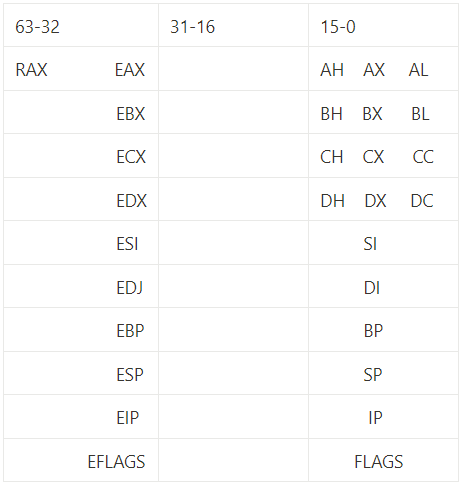 63-32 31-16 15-0
RAX EAX AH AX AL
EBX BH BX BL
ECX CH CX CC
EDX DH DX DC
ESI SI
EDJ DI
EBP BP
ESP SP
EIP IP
EFLAGS FLAGS